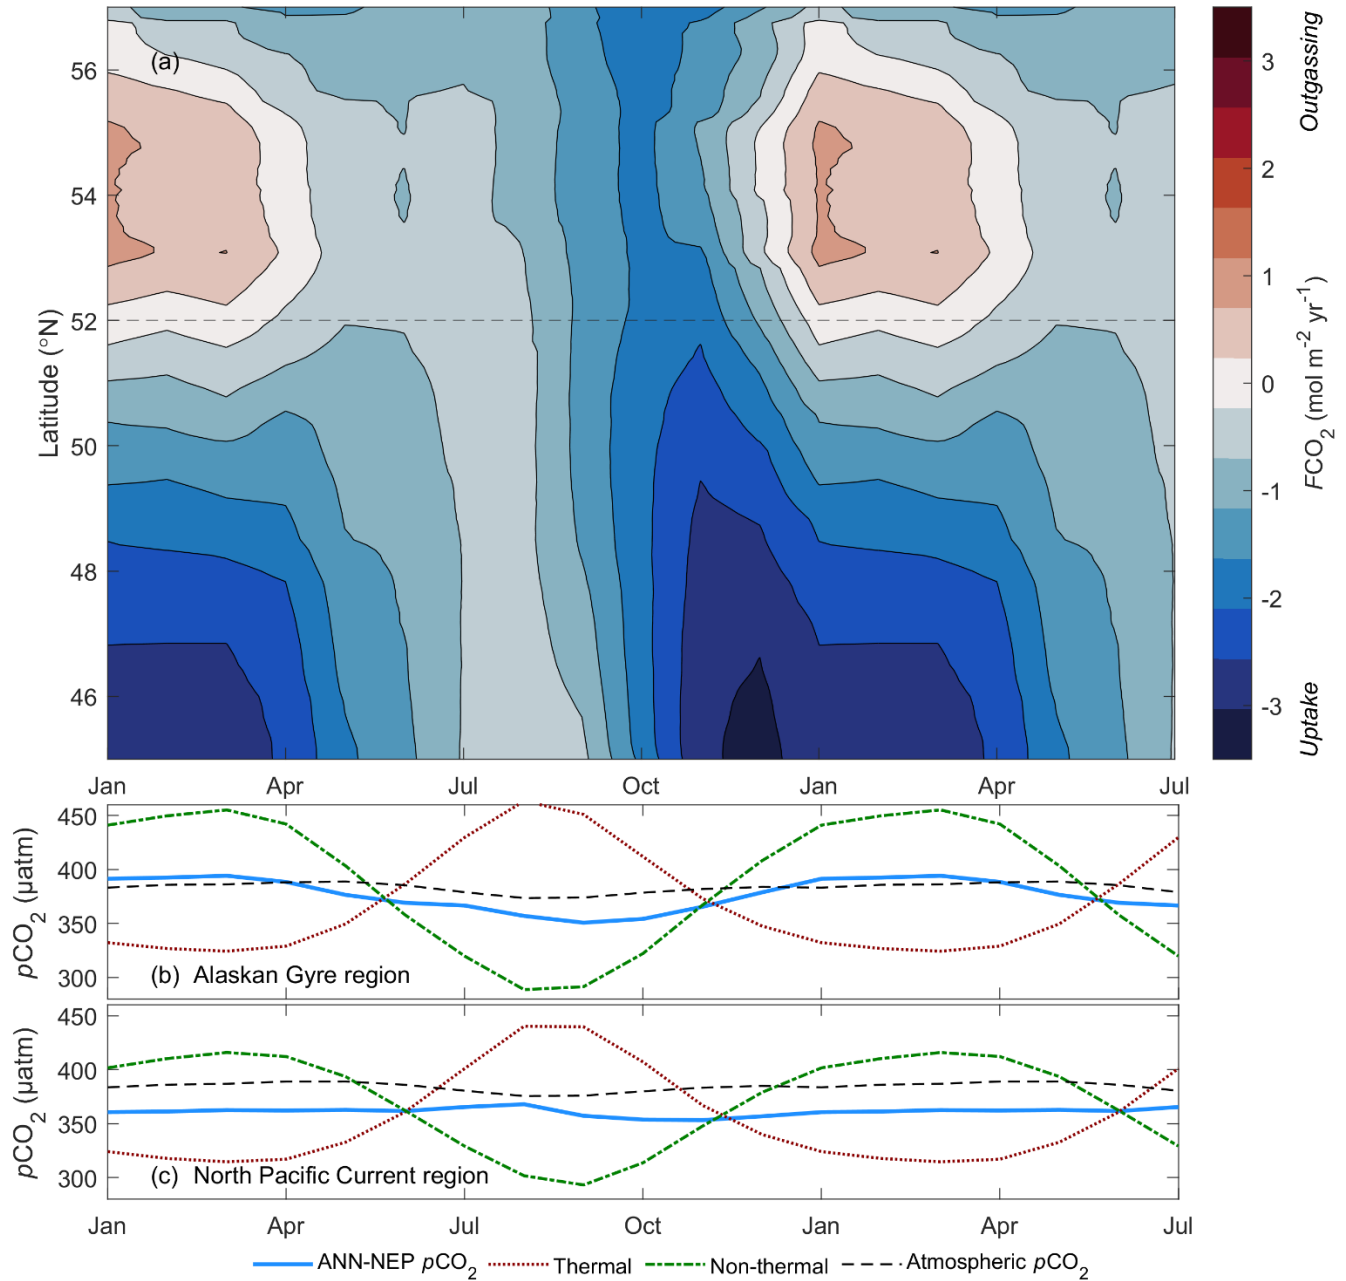 (a)
56
54
52
50
48
46
Latitude (°N)
Jan Apr Jul Oct Jan Apr Jul
3
2
1
0
-1
-2
-3
Outgassing
FCO₂ (mol m⁻² yr⁻¹)
Uptake
450
400
350
300
pCO₂ (µatm)
(b) Alaskan Gyre region
450
400
350
300
pCO₂ (µatm)
(c) North Pacific Current region
Jan Apr Jul Oct Jan Apr Jul
ANN-NEP pCO₂ Thermal Non-thermal Atmospheric pCO₂